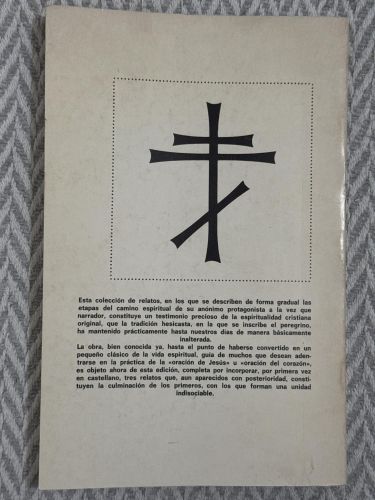 Esta colección de relatos, en los que se describen de forma gradual las
etapas del camino espiritual de su anónimo protagonista a la vez que
narrador, constituye un testimonio precioso de la espiritualidad cristiana
original, que la tradición hesicasta, en la que se inscribe el peregrino,
ha mantenido prácticamente hasta nuestros días de manera básicamente
inalterada.
La obra, bien conocida ya, hasta el punto de haberse convertido en un
pequeño clásico de la vida espiritual, guía de muchos que desean aden-
trarse en la práctica de la «oración de Jesús» u «oración del corazón»,
es objeto ahora de esta edición, completa por incorporar, por primera vez
en castellano, tres relatos que, aun aparecidos con posterioridad, consti-
tuyen la culminación de los primeros, con los que forman una unidad
indisociable.